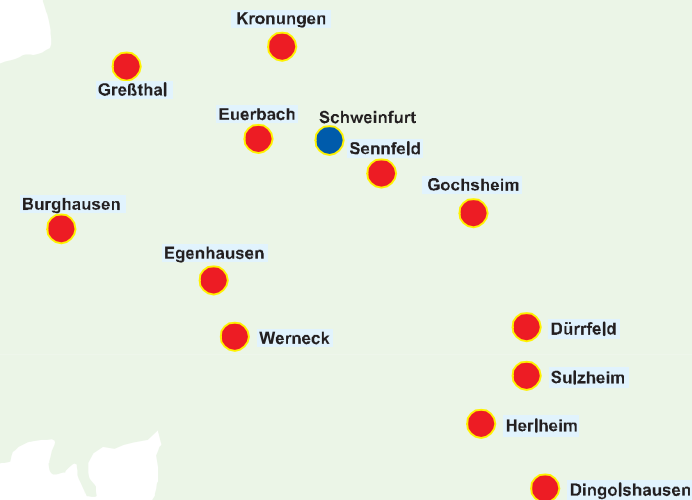 Kronungen
Greßthal
Euerbach
Schweinfurt
Sennfeld
Gochsheim
Burghausen
Egenhausen
Werneck
Dürrfeld
Sulzheim
Herlheim
Dingolshausen